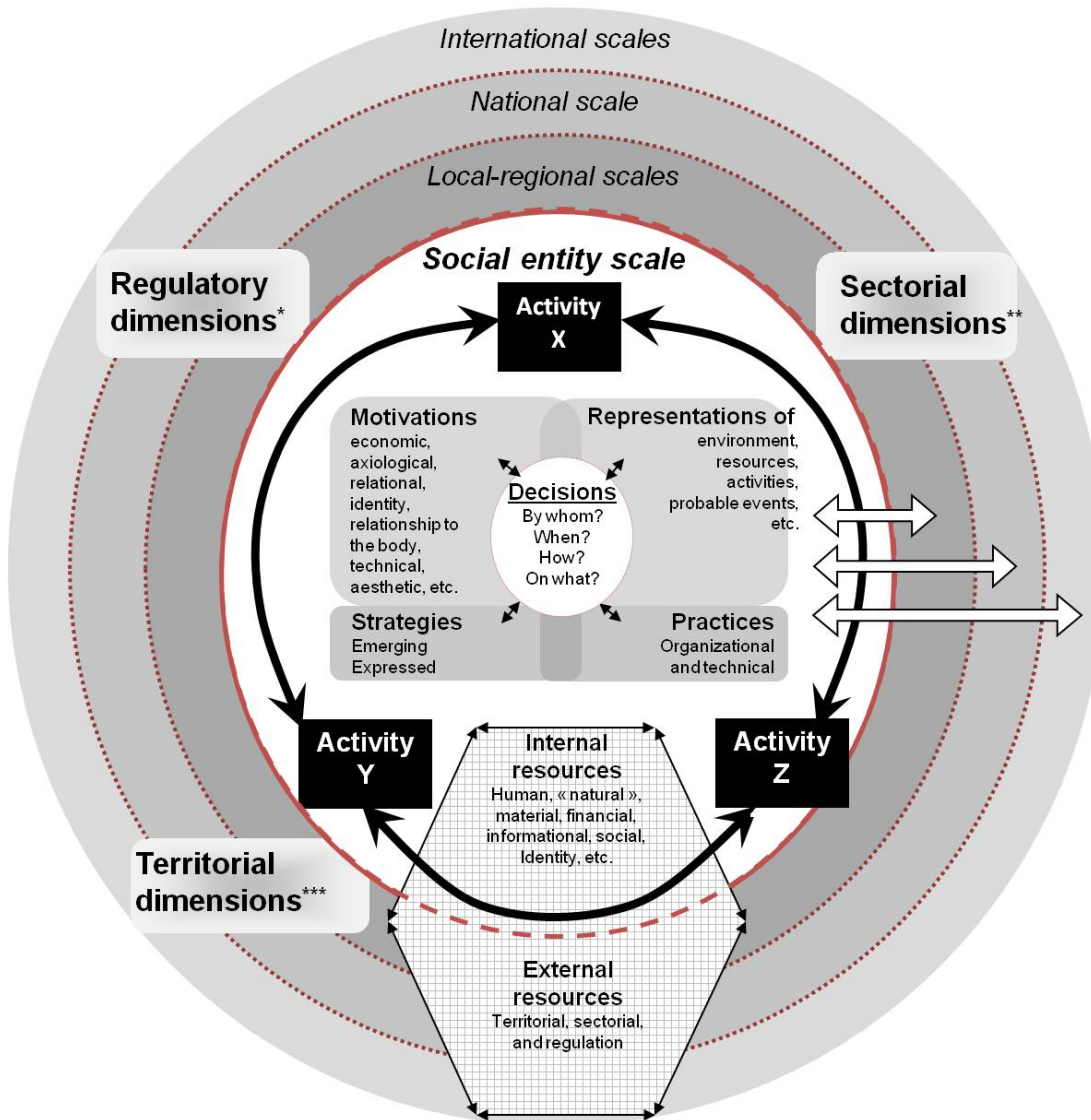 International scales
National scale
Local-regional scales
Social entity scale
Regulatory
dimensions*
Sectorial
dimensions**
Activity
X
Motivations
economic,
axiological,
relational,
identity,
relationship to
the body,
technical,
aesthetic, etc.
Representations of
environment,
resources,
activities,
probable events,
etc.
Decisions
By whom?
When?
How?
On what?
Strategies
Emerging
Expressed
Practices
Organizational
and technical
Activity
Y
Activity
Z
Internal
resources
Human, « natural »,
material, financial,
informational, social,
Identity, etc.
Territorial
dimensions***
External
resources
Territorial, sectorial,
and regulation